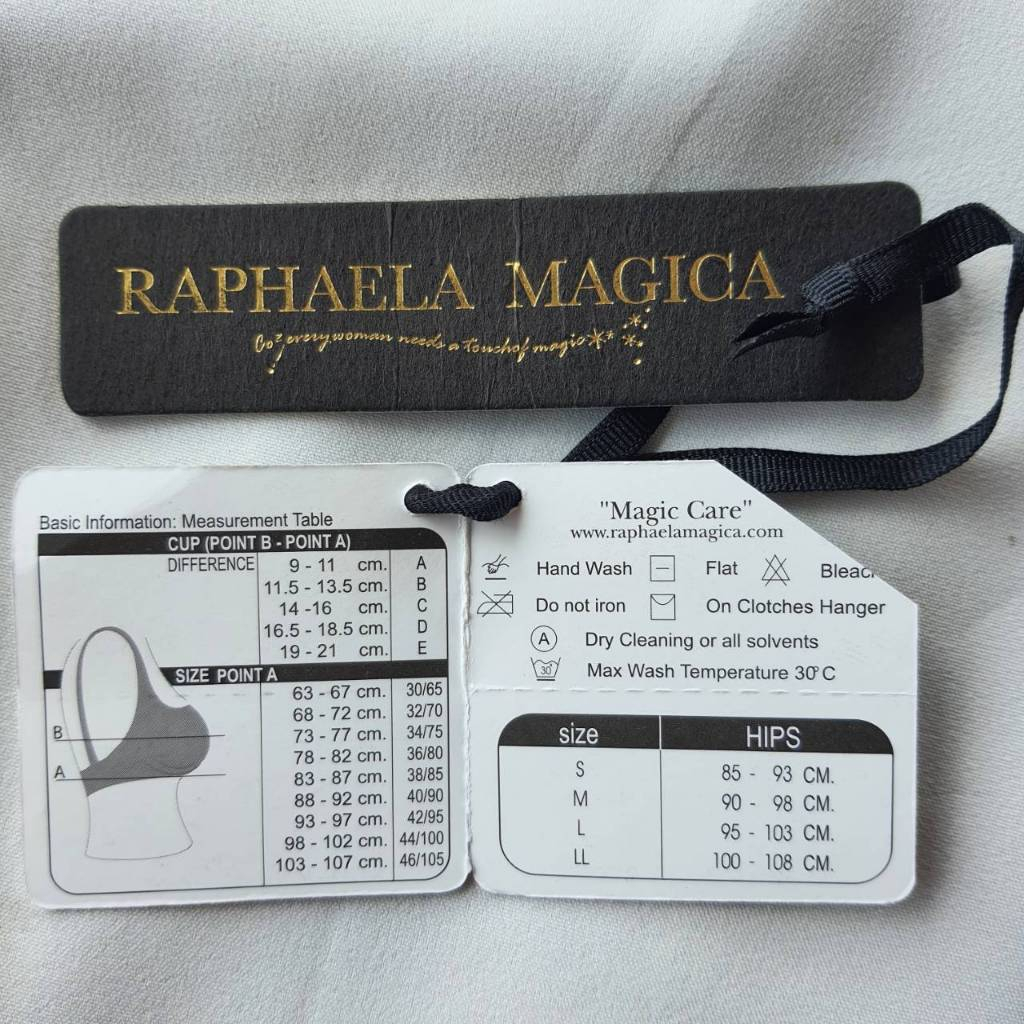 RAPHAELA MAGICA
Coz everywoman needs a touch of magic
Basic Information: Measurement Table
CUP (POINT B - POINT A)
DIFFERENCE 9 - 11 cm. A
11.5 - 13.5 cm. B
14 -16 cm. C
16.5 - 18.5 cm. D
19 - 21 cm. E
SIZE POINT A
63 - 67 cm. 30/65
68 - 72 cm. 32/70
73 - 77 cm. 34/75
78 - 82 cm. 36/80
83 - 87 cm. 38/85
88 - 92 cm. 40/90
93 - 97 cm. 42/95
98 - 102 cm. 44/100
103 - 107 cm. 46/105
B
A
"Magic Care"
www.raphaelamagica.com
Hand Wash Flat Bleac
Do not iron On Clotches Hanger
A Dry Cleaning or all solvents
30° Max Wash Temperature 30°C
size HIPS
S 85 - 93 CM.
M 90 - 98 CM.
L 95 - 103 CM.
LL 100 - 108 CM.